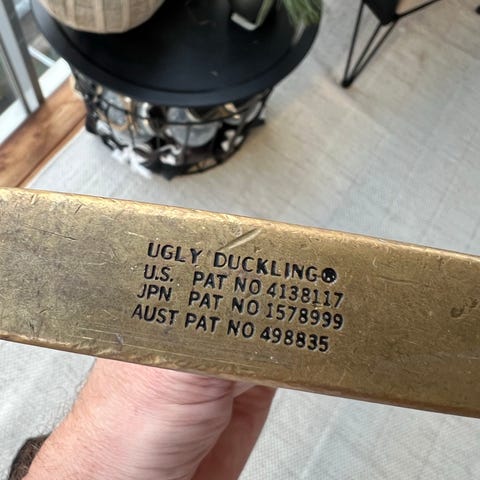 UGLY DUCKLING®
U.S. PAT NO 4138117
JPN PAT NO 1578999
AUST PAT NO 498835